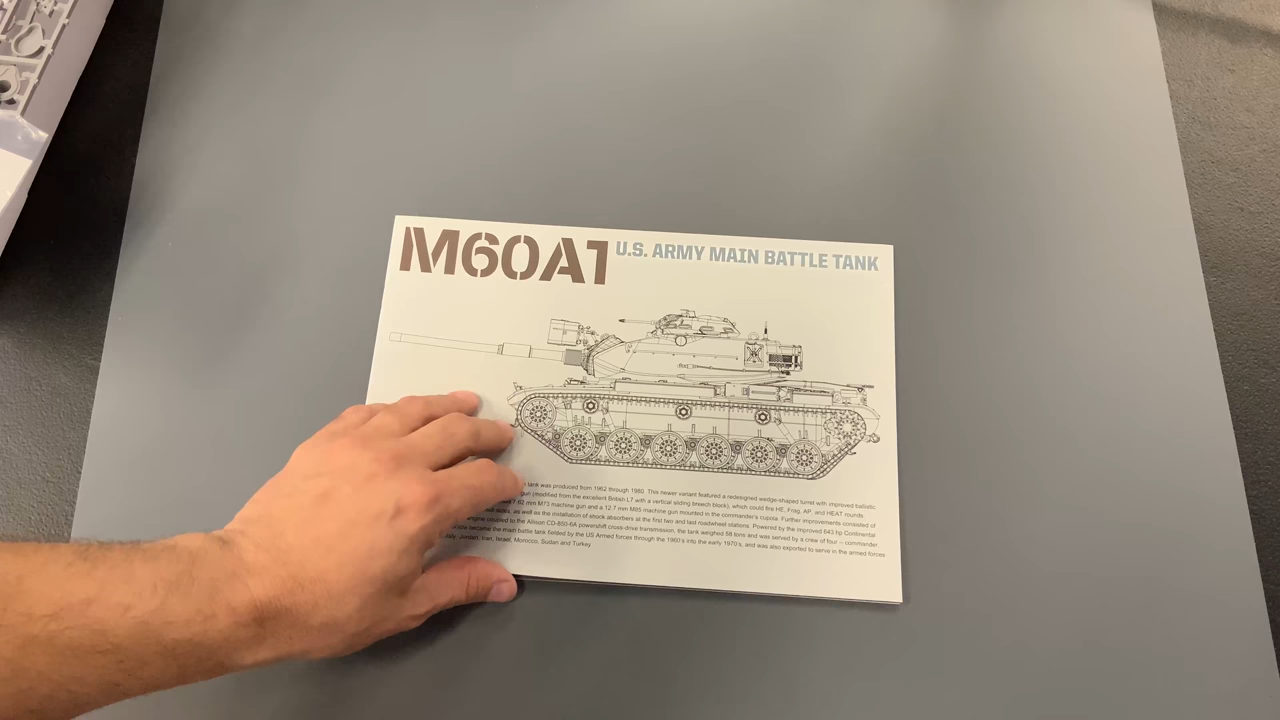 M60A1 U.S. ARMY MAIN BATTLE TANK
tank was produced from 1962 through 1980. This newer variant featured a redesigned wedge-shaped turret with improved ballistic
gun (modified from the excellent British L7 with a vertical sliding breech block), which could fire HE, Frag, AP, and HEAT rounds
7.62 mm M73 machine gun and a 12.7 mm M85 machine gun mounted in the commander's cupola. Further improvements consisted of
sides, as well as the installation of shock absorbers at the first two and last roadwheel stations. Powered by the improved 643 hp Continental
engine coupled to the Allison CD-850-6A powershift cross-drive transmission, the tank weighed 58 tons and was served by a crew of four -- commander,
became the main battle tank fielded by the US Armed forces through the 1960's into the early 1970's, and was also exported to serve in the armed forces
Jordan, Iran, Israel, Morocco, Sudan and Turkey.